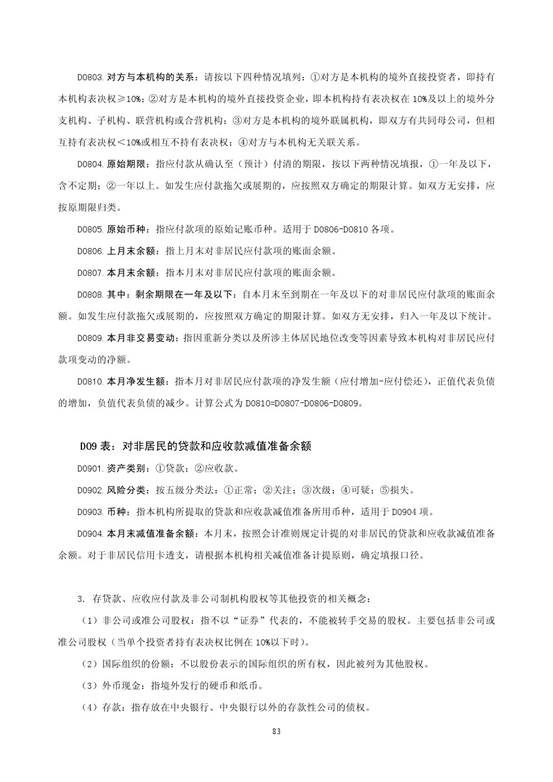 D0803. 对方与本机构的关系：请按以下四种情况填列：①对方是本机构的境外直接投资者，即持有
本机构表决权≥10%；②对方是本机构的境外直接投资企业，即本机构持有表决权在 10%及以上的境外分
支机构、子机构、联营机构或合营机构；③对方是本机构的境外联属机构，即双方有共同母公司，但相
互持有表决权＜10%或相互不持有表决权；④对方与本机构无关联关系。
D0804. 原始期限：指应付款从确认至（预计）付清的期限，按以下两种情况填报，①一年及以下，
含不定期；②一年以上。如发生应付款拖欠或展期的，应按照双方确定的期限计算。如双方无安排，应
按原期限归类。
D0805. 原始币种：指应付款项的原始记账币种。适用于 D0806-D0810 各项。
D0806. 上月末余额：指上月末对非居民应付款项的账面余额。
D0807. 本月末余额：指本月末对非居民应付款项的账面余额。
D0808. 其中：剩余期限在一年及以下：自本月末至到期在一年及以下的对非居民应付款项的账面余
额。如发生应付款拖欠或展期的，应按照双方确定的期限计算。如双方无安排，归入一年及以下统计。
D0809. 本月非交易变动：指因重新分类以及所涉主体居民地位改变等因素导致本机构对非居民应付
款项变动的净额。
D0810. 本月净发生额：指本月对非居民应付款项的净发生额（应付增加-应付偿还），正值代表负债
的增加，负值代表负债的减少。计算公式为 D0810=D0807-D0806-D0809。
D09 表：对非居民的贷款和应收款减值准备余额
D0901. 资产类别：①贷款；②应收款。
D0902. 风险分类：按五级分类法：①正常；②关注；③次级；④可疑；⑤损失。
D0903. 币种：指本机构所提取的贷款和应收款减值准备所用币种，适用于 D0904 项。
D0904. 本月末减值准备余额：本月末，按照会计准则规定计提的对非居民的贷款和应收款减值准备
余额。对于非居民信用卡透支，请根据本机构相关减值准备计提原则，确定填报口径。
3. 存贷款、应收应付款及非公司制机构股权等其他投资的相关概念：
（1）非公司或准公司股权：指不以“证券”代表的，不能被转手交易的股权。主要包括非公司或
准公司股权（当单个投资者持有表决权比例在 10%以下时）。
（2）国际组织的份额：不以股份表示的国际组织的所有权，因此被列为其他股权。
（3）外币现金：指境外发行的硬币和纸币。
（4）存款：指存放在中央银行、中央银行以外的存款性公司的债权。
83